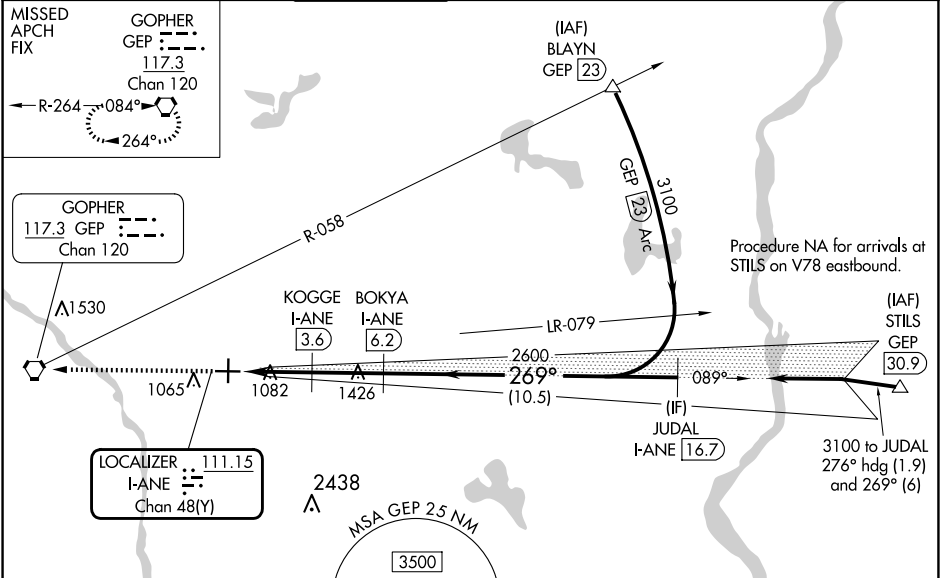 MISSED
APCH
FIX
GOPHER
GEP
117.3
Chan 120
R-264
084°
264°
(IAF)
BLAYN
GEP 23
GOPHER
117.3 GEP
Chan 120
R-058
GEP 23 Arc
3100
Procedure NA for arrivals at
STILS on V78 eastbound.
1530
KOGGE
I-ANE
3.6
BOKYA
I-ANE
6.2
LR-079
(IAF)
STILS
GEP
30.9
2600
269°
(10.5)
089°
1065
1082
1426
(IF)
JUDAL
I-ANE 16.7
3100 to JUDAL
276° hdg (1.9)
and 269° (6)
LOCALIZER 111.15
I-ANE
Chan 48(Y)
2438
MSA GEP 25 NM
3500